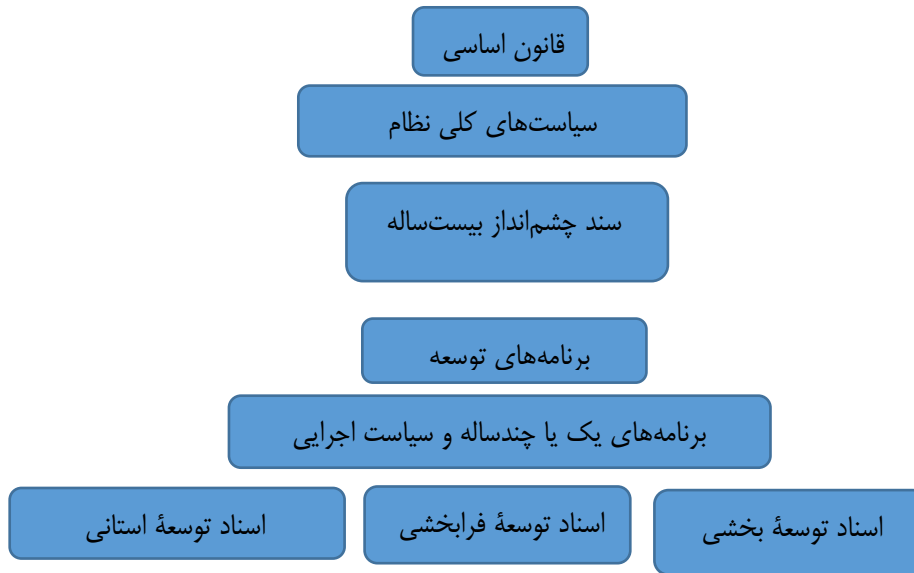 قانون اساسی
سیاست‌های کلی نظام
سند چشم‌انداز بیست‌ساله
برنامه‌های توسعه
برنامه‌های یک یا چندساله و سیاست اجرایی
اسناد توسعهٔ بخشی
اسناد توسعهٔ فرابخشی
اسناد توسعهٔ استانی